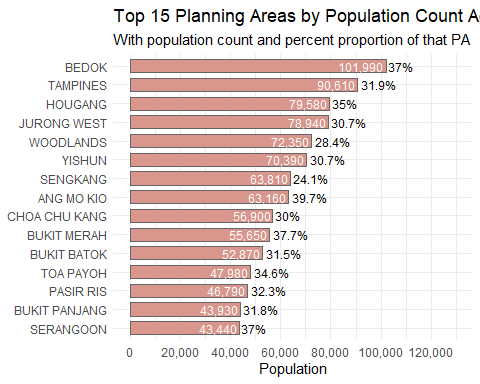 Top 15 Planning Areas by Population Count A
With population count and percent proportion of that PA
BEDOK 101,990 37%
TAMPINES 90,610 31.9%
HOUGANG 79,580 35%
JURONG WEST 78,940 30.7%
WOODLANDS 72,350 28.4%
YISHUN 70,390 30.7%
SENGKANG 63,810 24.1%
ANG MO KIO 63,160 39.7%
CHOA CHU KANG 56,900 30%
BUKIT MERAH 55,650 37.7%
BUKIT BATOK 52,870 31.5%
TOA PAYOH 47,980 34.6%
PASIR RIS 46,790 32.3%
BUKIT PANJANG 43,930 31.8%
SERANGOON 43,440 37%
0 20,000 40,000 60,000 80,000 100,000 120,000
Population